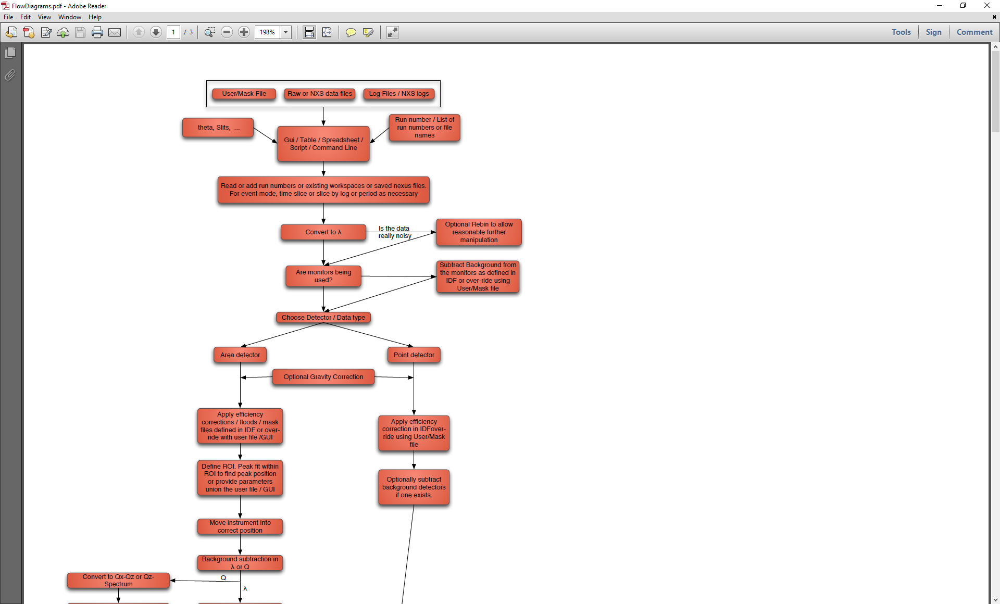 FlowDiagrams.pdf - Adobe Reader
File Edit View Window Help
1 / 3
198%
Tools Sign Comment
User/Mask File
Raw or NXS data files
Log Files / NXS logs
theta, Slits, ...
Run number / List of
run numbers or file
names
Gui / Table / Spreadsheet /
Script / Command Line
Read or add run numbers or existing workspaces or saved nexus files.
For event mode, time slice or slice by log or period as necessary
Convert to λ
Is the data
really noisy
Optional Rebin to allow
reasonable further
manipulation
Are monitors being
used?
Subtract Background from
the monitors as defined in
IDF or over-ride using
User/Mask file
Choose Detector / Data type
Area detector
Point detector
Optional Gravity Correction
Apply efficiency
corrections / floods / mask
files defined in IDF or over-
ride with user file /GUI
Apply efficiency
correction in IDFover-
ride using User/Mask
file
Define ROI. Peak fit within
ROI to find peak position
or provide parameters
union the user file / GUI
Optionally subtract
background detectors
if one exists.
Move instrument into
correct position
Background subtraction in
λ or Q
Convert to Qx-Qz or Qz-
Spectrum
Q
λ